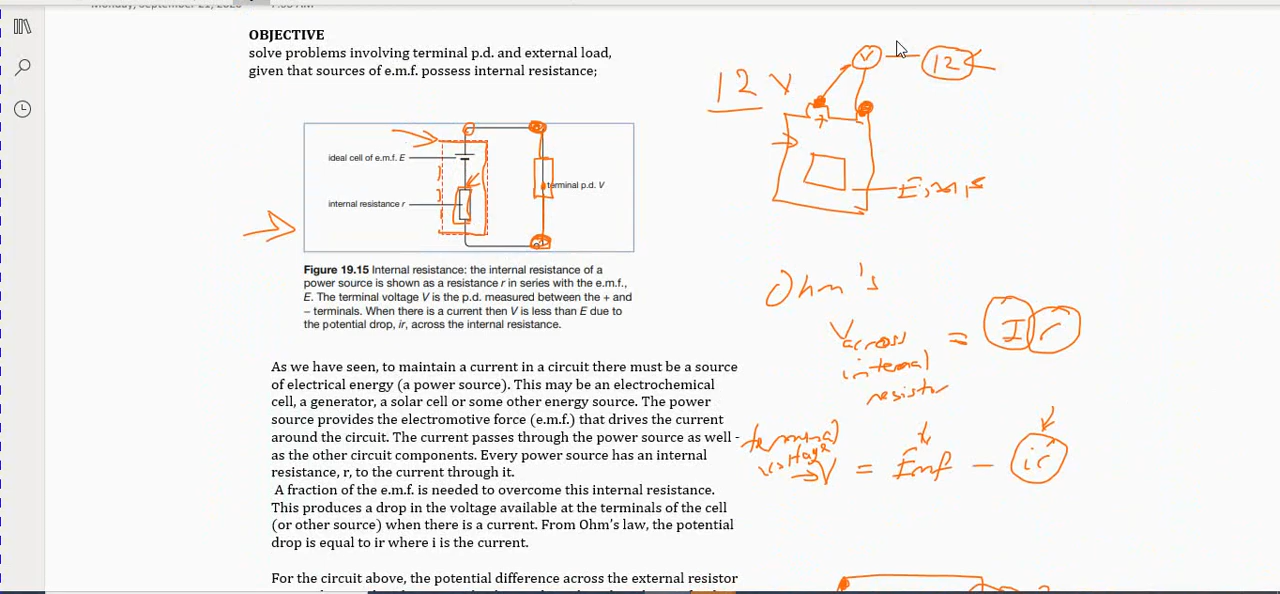 OBJECTIVE
solve problems involving terminal p.d. and external load,
given that sources of e.m.f. possess internal resistance;
ideal cell of e.m.f. E
terminal p.d. V
internal resistance r
Figure 19.15 Internal resistance: the internal resistance of a
power source is shown as a resistance r in series with the e.m.f.,
E. The terminal voltage V is the p.d. measured between the + and
– terminals. When there is a current then V is less than E due to
the potential drop, ir, across the internal resistance.
As we have seen, to maintain a current in a circuit there must be a source
of electrical energy (a power source). This may be an electrochemical
cell, a generator, a solar cell or some other energy source. The power
source provides the electromotive force (e.m.f.) that drives the current
around the circuit. The current passes through the power source as well
as the other circuit components. Every power source has an internal
resistance, r, to the current through it.
A fraction of the e.m.f. is needed to overcome this internal resistance.
This produces a drop in the voltage available at the terminals of the cell
(or other source) when there is a current. From Ohm's law, the potential
drop is equal to ir where i is the current.
For the circuit above, the potential difference across the external resistor
12 V
V
12
+
E.m.f
Ohm's
V across internal resistor = I r
terminal voltage V = Emf - ir